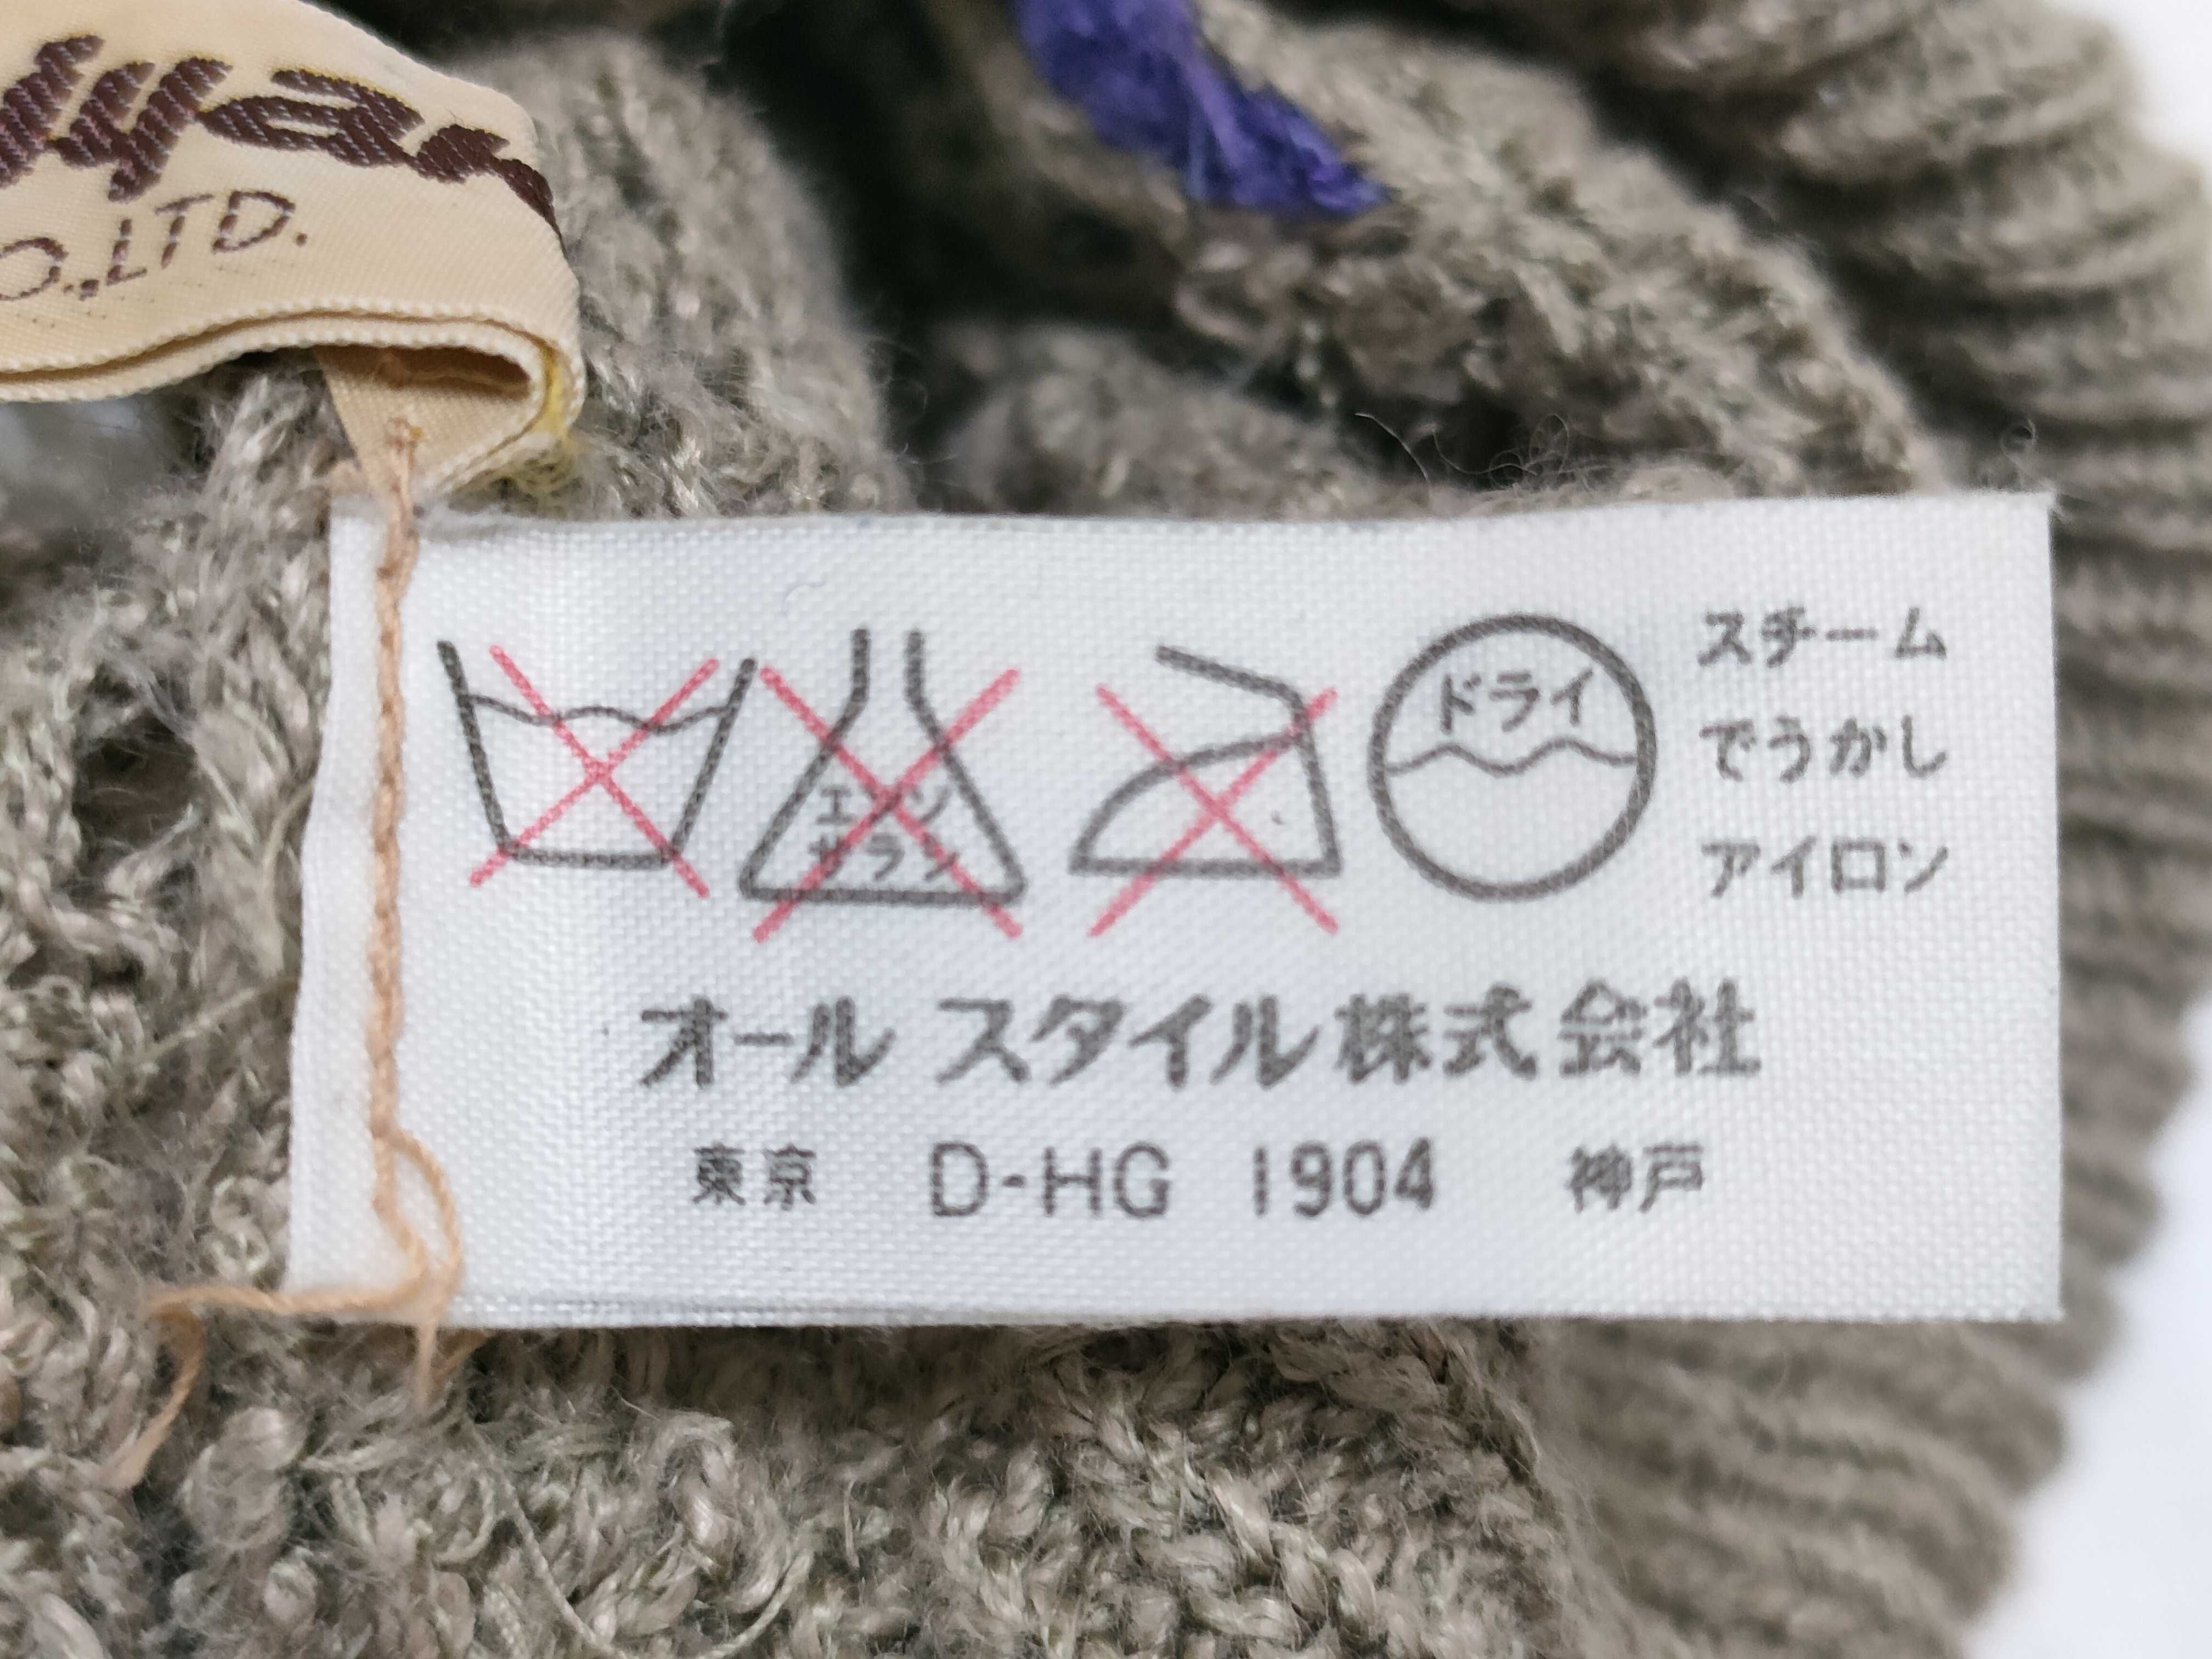 O.,LTD.
エンソ
サラシ
ドライ
スチーム
でうかし
アイロン
オール スタイル株式会社
東京 D-HG 1904 神戸